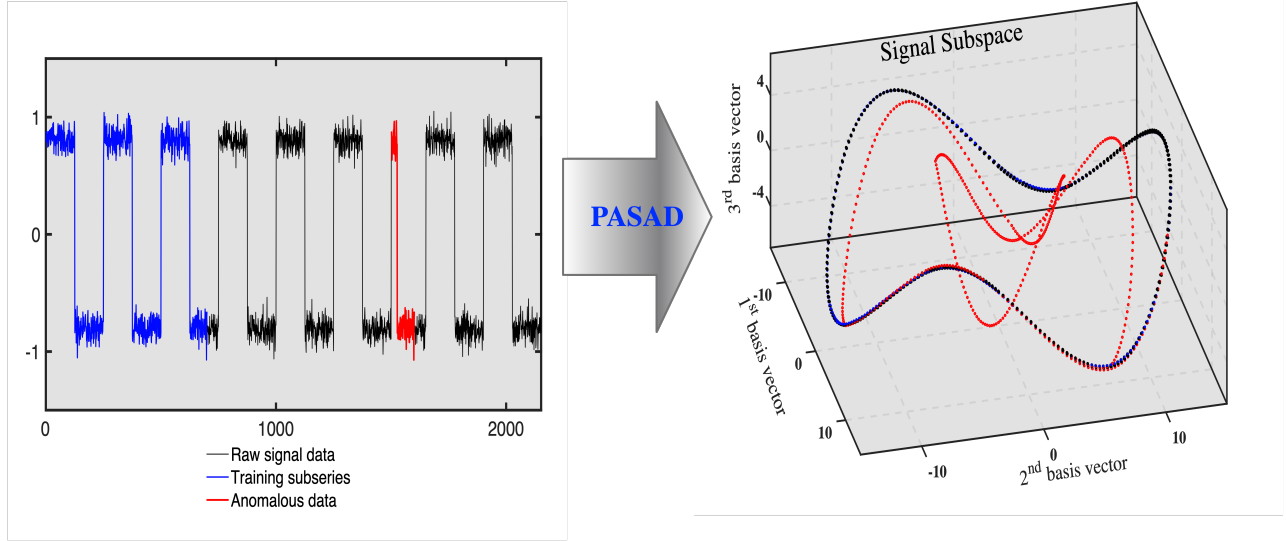 1
0
-1
0
1000
2000
Raw signal data
Training subseries
Anomalous data
PASAD
Signal Subspace
4
0
-4
3rd basis vector
-10
0
10
1st basis vector
-10
0
10
2nd basis vector